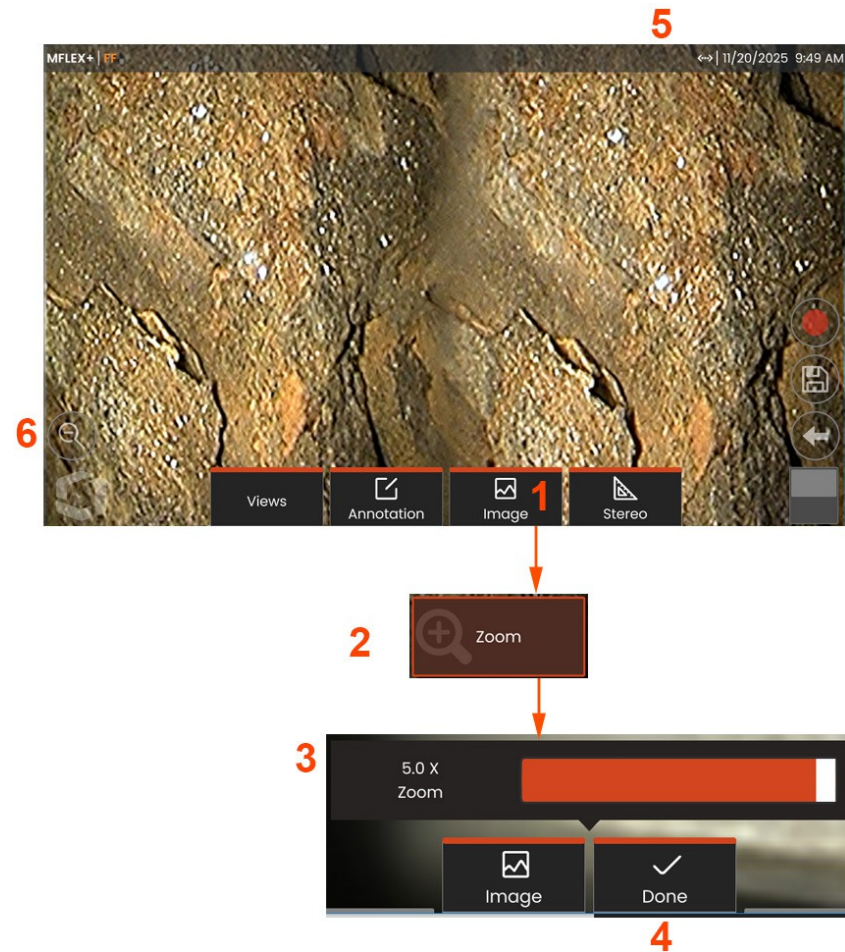 5
MFLEX+ | FF
11/20/2025 9:49 AM
6
Views
Annotation
Image
1
Stereo
2
Zoom
3
5.0 X
Zoom
Image
Done
4